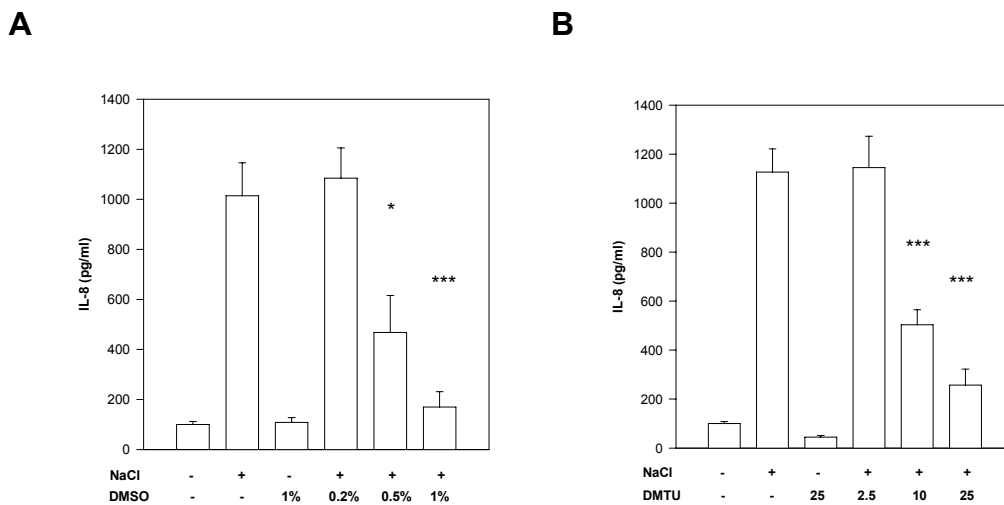 A
B
1400
1200
1000
800
600
400
200
0
IL-8 (pg/ml)
*
***
NaCl - + - + + +
DMSO - - 1% 0.2% 0.5% 1%
1400
1200
1000
800
600
400
200
0
IL-8 (pg/ml)
***
***
NaCl - + - + + +
DMTU - - 25 2.5 10 25